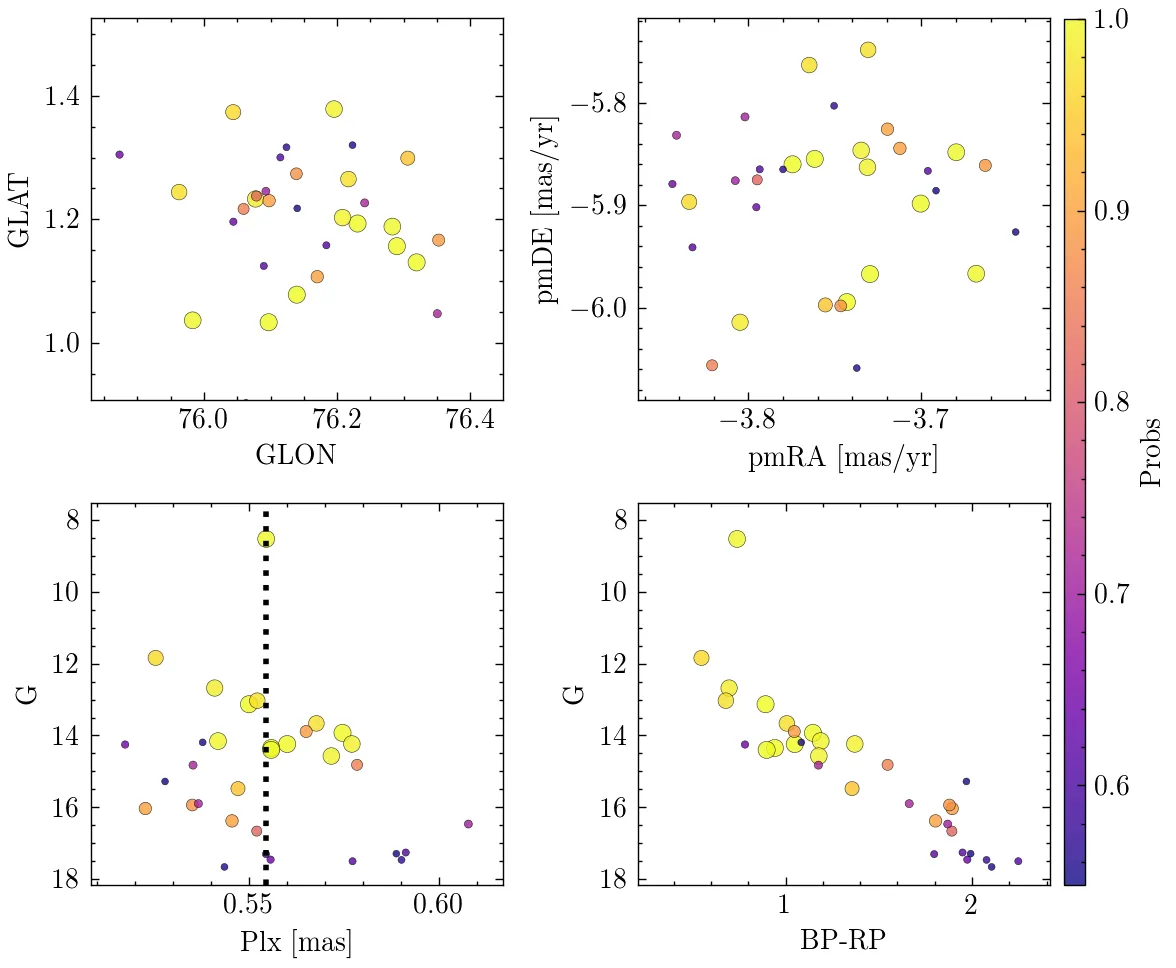 1.4
1.2
1.0
GLAT
76.0 76.2 76.4
GLON
−5.8
−5.9
−6.0
pmDE [mas/yr]
−3.8 −3.7
pmRA [mas/yr]
8
10
12
14
16
18
G
0.55 0.60
Plx [mas]
8
10
12
14
16
18
G
1 2
BP-RP
1.0
0.9
0.8
0.7
0.6
Probs